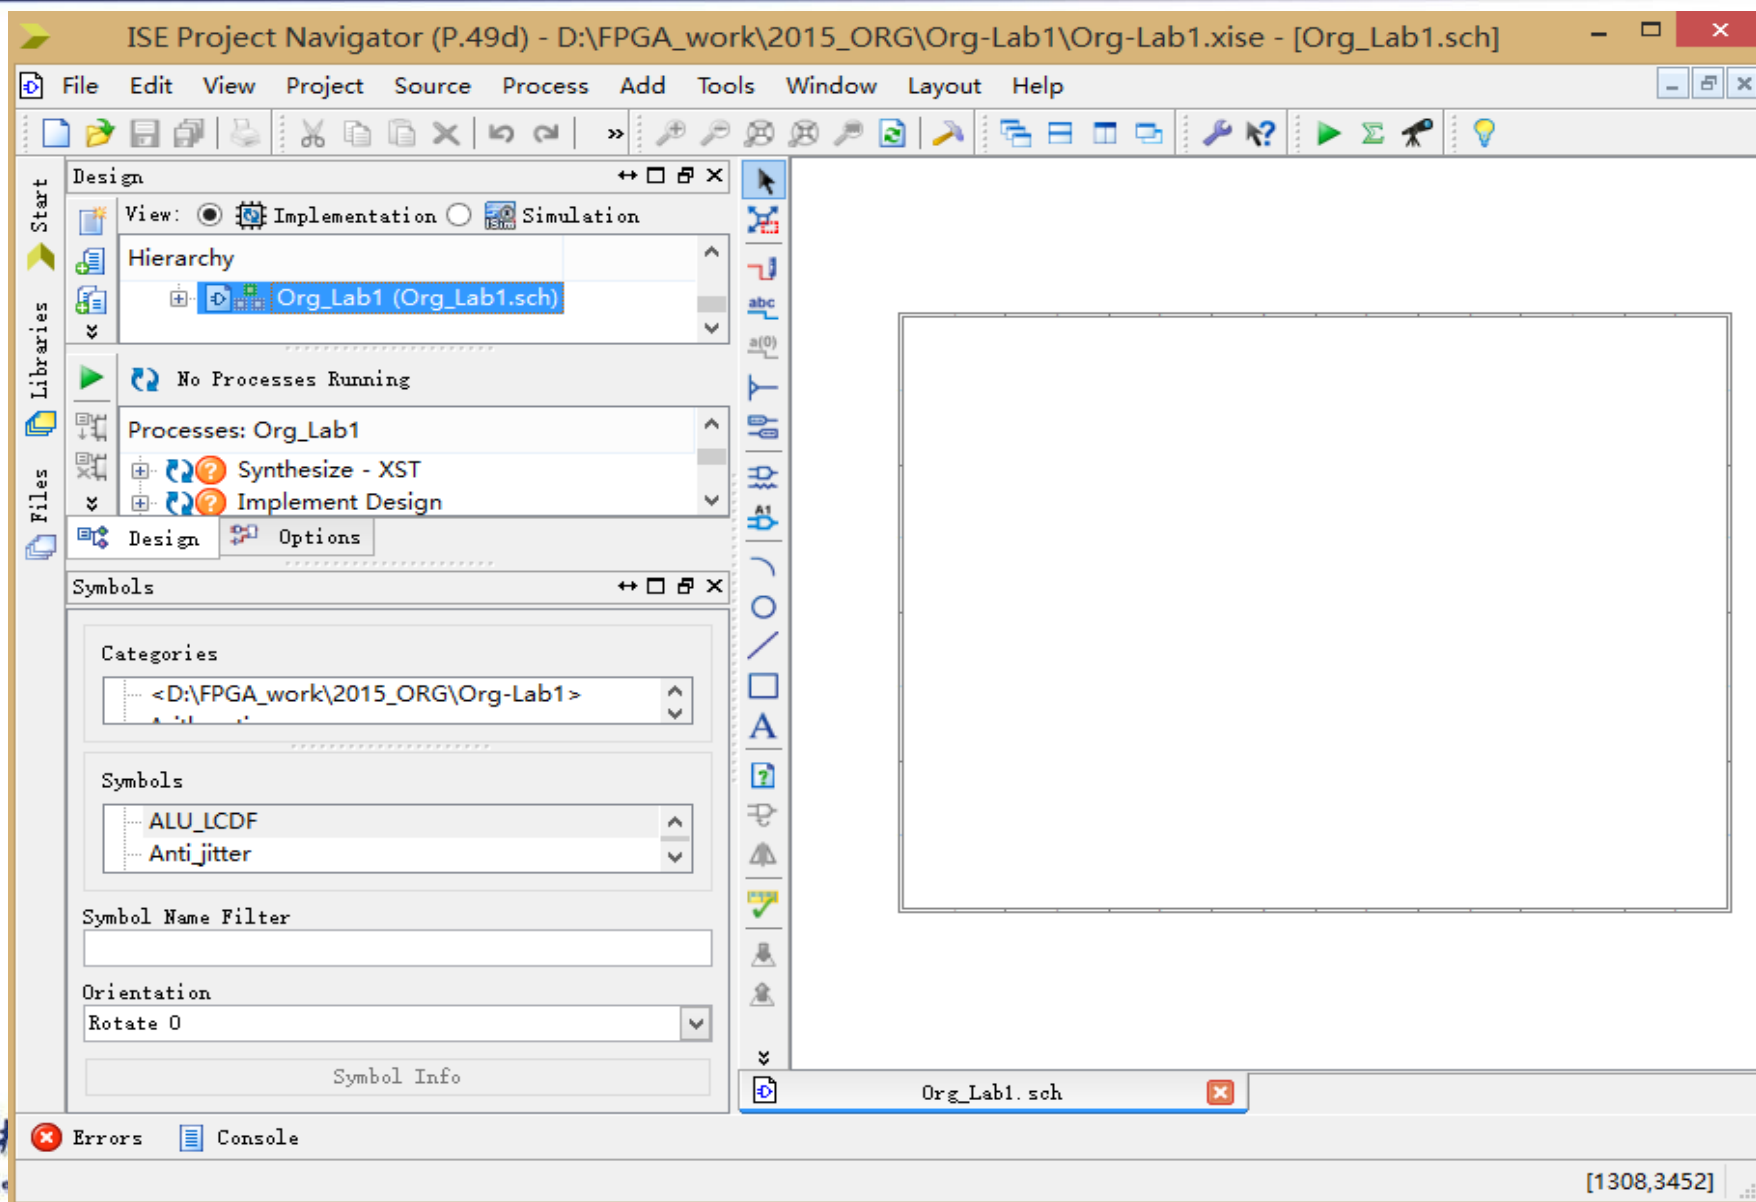 ISE Project Navigator (P.49d) - D:\FPGA_work\2015_ORG\Org-Lab1\Org-Lab1.xise - [Org_Lab1.sch]
File Edit View Project Source Process Add Tools Window Layout Help
Design
View: Implementation Simulation
Hierarchy
Org_Lab1 (Org_Lab1.sch)
No Processes Running
Processes: Org_Lab1
Synthesize - XST
Implement Design
Design Options
Start
Libraries
Files
Symbols
Categories
<D:\FPGA_work\2015_ORG\Org-Lab1>
Symbols
ALU_LCDF
Anti_jitter
Symbol Name Filter
Orientation
Rotate 0
Symbol Info
abc
a(0)
A1
A
Org_Lab1.sch
Errors Console
[1308,3452]